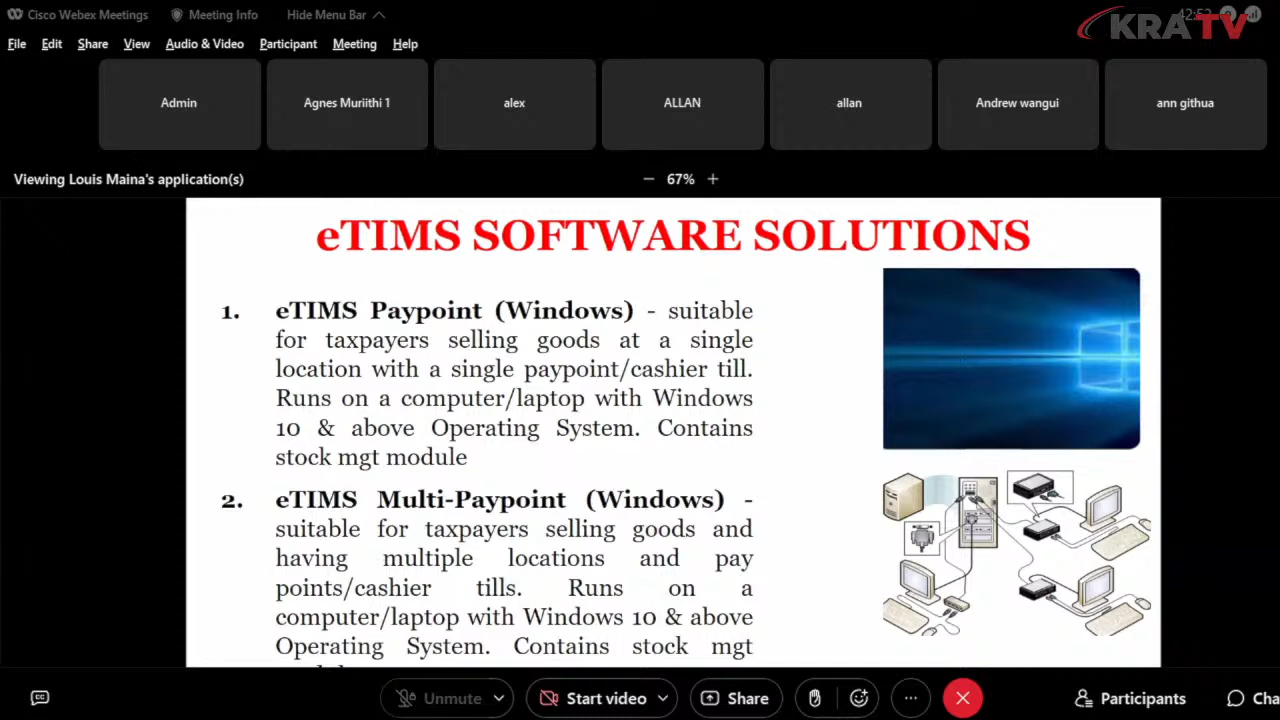 Cisco Webex Meetings Meeting Info Hide Menu Bar
KRATV
File Edit Share View Audio & Video Participant Meeting Help
Admin Agnes Muriithi 1 alex ALLAN allan Andrew wangui ann githua
Viewing Louis Maina's application(s) — 67% +
eTIMS SOFTWARE SOLUTIONS
1. eTIMS Paypoint (Windows) - suitable
for taxpayers selling goods at a single
location with a single paypoint/cashier till.
Runs on a computer/laptop with Windows
10 & above Operating System. Contains
stock mgt module
2. eTIMS Multi-Paypoint (Windows) -
suitable for taxpayers selling goods and
having multiple locations and pay
points/cashier tills. Runs on a
computer/laptop with Windows 10 & above
Operating System. Contains stock mgt
CC Unmute Start video Share Participants Cha